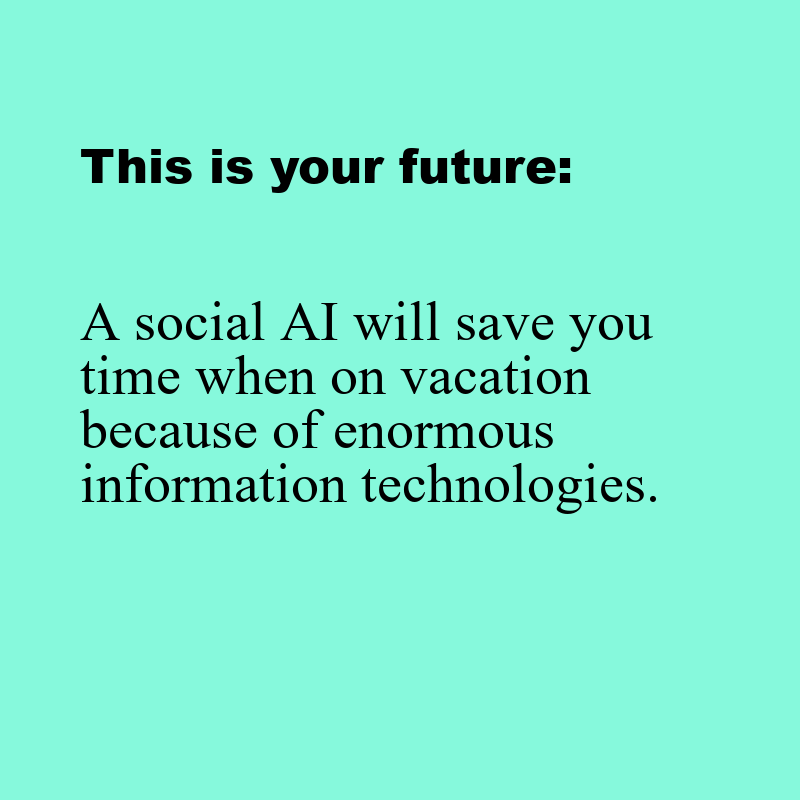 This is your future:
A social AI will save you
time when on vacation
because of enormous
information technologies.